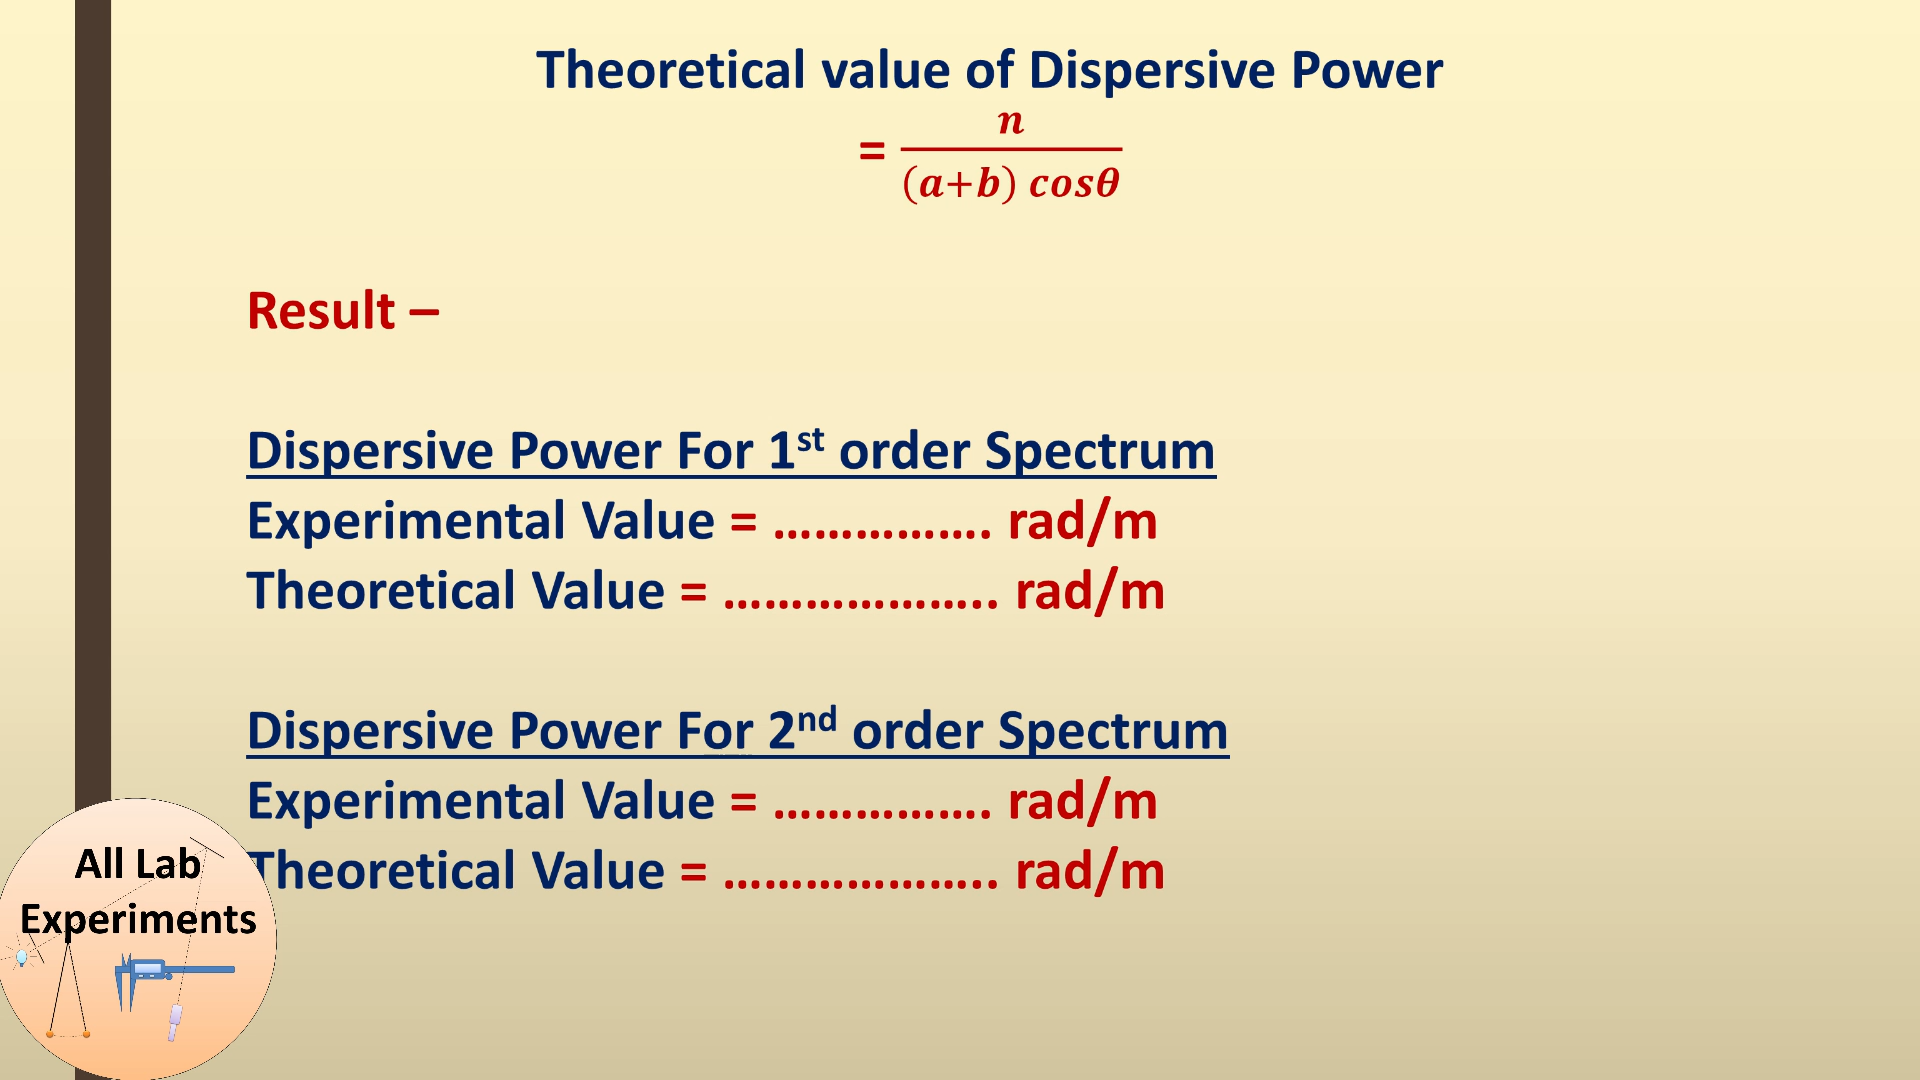 Theoretical value of Dispersive Power
= n / (a+b) cosθ
Result –
Dispersive Power For 1st order Spectrum
Experimental Value = ……………. rad/m
Theoretical Value = ……………….. rad/m
Dispersive Power For 2nd order Spectrum
Experimental Value = ……………. rad/m
Theoretical Value = ……………….. rad/m
All Lab
Experiments